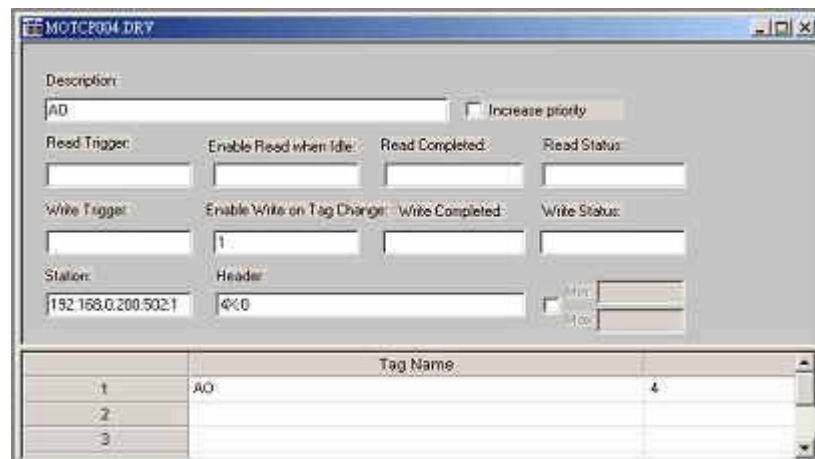 MOTCP004.DRV
Description:
AO
Increase priority
Read Trigger: Enable Read when Idle: Read Completed: Read Status:
Write Trigger: Enable Write on Tag Change: Write Completed: Write Status:
1
Station: Header:
192.168.0.200:502:1 4X:0
Min:
Max:
Tag Name
1 AO 4
2
3